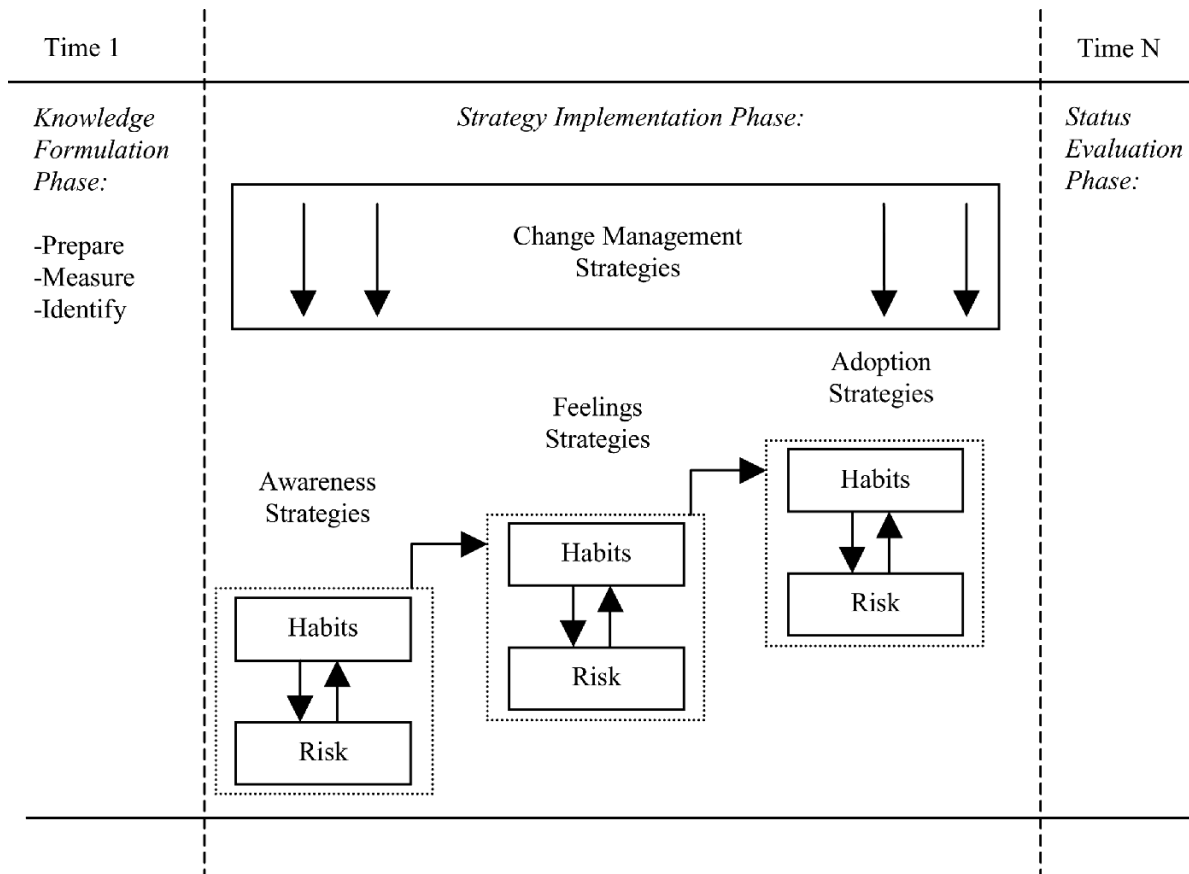 Time 1
Time N
Knowledge
Formulation
Phase:
-Prepare
-Measure
-Identify
Strategy Implementation Phase:
Change Management
Strategies
Awareness
Strategies
Habits
Risk
Feelings
Strategies
Habits
Risk
Adoption
Strategies
Habits
Risk
Status
Evaluation
Phase: